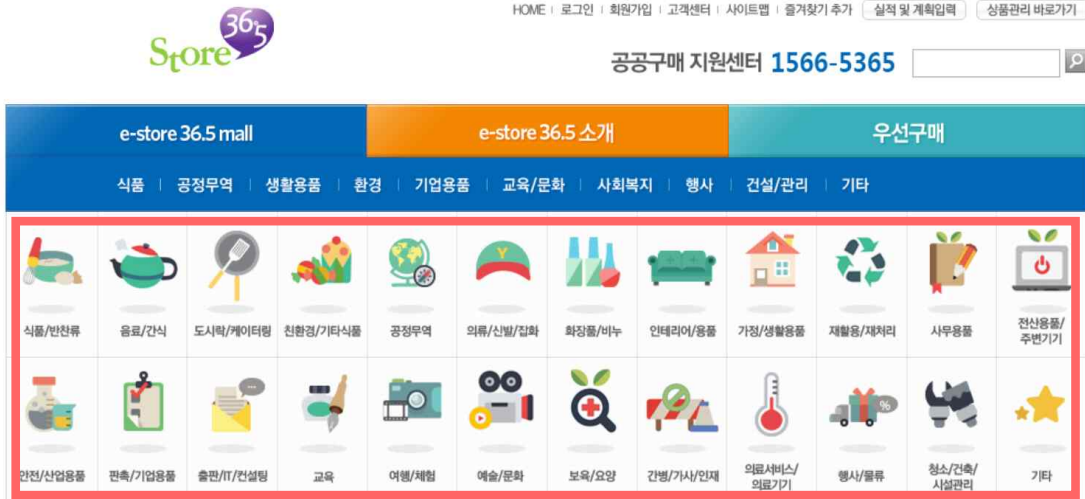 Store 36.5
HOME | 로그인 | 회원가입 | 고객센터 | 사이트맵 | 즐겨찾기 추가 실적 및 계획입력 상품관리 바로가기
공공구매 지원센터 1566-5365
e-store 36.5 mall e-store 36.5 소개 우선구매
식품 | 공정무역 | 생활용품 | 환경 | 기업용품 | 교육/문화 | 사회복지 | 행사 | 건설/관리 | 기타
식품/반찬류 음료/간식 도시락/케이터링 친환경/기타식품 공정무역 의류/신발/잡화 화장품/비누 인테리어/용품 가정/생활용품 재활용/재처리 사무용품 전산용품/
주변기기
안전/산업용품 판촉/기업용품 출판/IT/컨설팅 교육 여행/체험 예술/문화 보육/요양 간병/가사/인재 의료서비스/ 행사/물류 청소/건축/ 기타
의료기기 시설관리